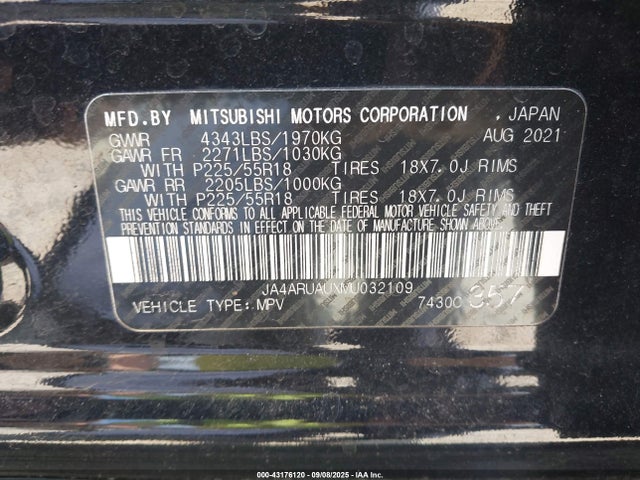 MFD.BY MITSUBISHI MOTORS CORPORATION , JAPAN
GVWR 4343LBS/1970KG AUG 2021
GAWR FR 2271LBS/1030KG
WITH P225/55R18 TIRES 18X7.0J RIMS
GAWR RR 2205LBS/1000KG
WITH P225/55R18 TIRES 18X7.0J RIMS
THIS VEHICLE CONFORMS TO ALL APPLICABLE FEDERAL MOTOR VEHICLE SAFETY AND THEFT
PREVENTION STANDARDS IN EFFECT ON THE DATE OF MANUFACTURE SHOWN ABOVE.
JA4ARUAUXMU032109
VEHICLE TYPE:MPV 74300 357
000-43176120 09/08/2025 - IAAI.COM